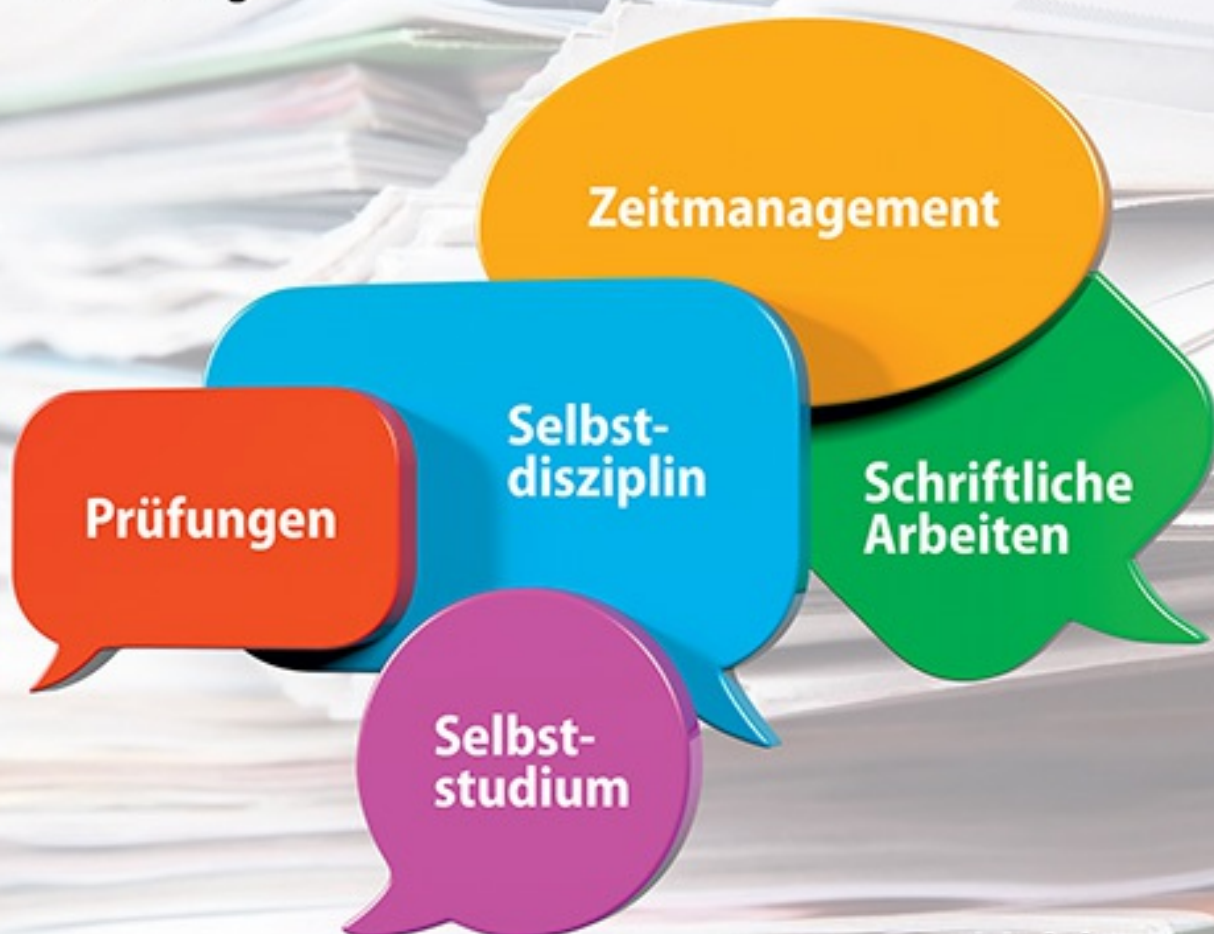 Zeitmanagement
Selbst-
disziplin
Schriftliche
Arbeiten
Prüfungen
Selbst-
studium